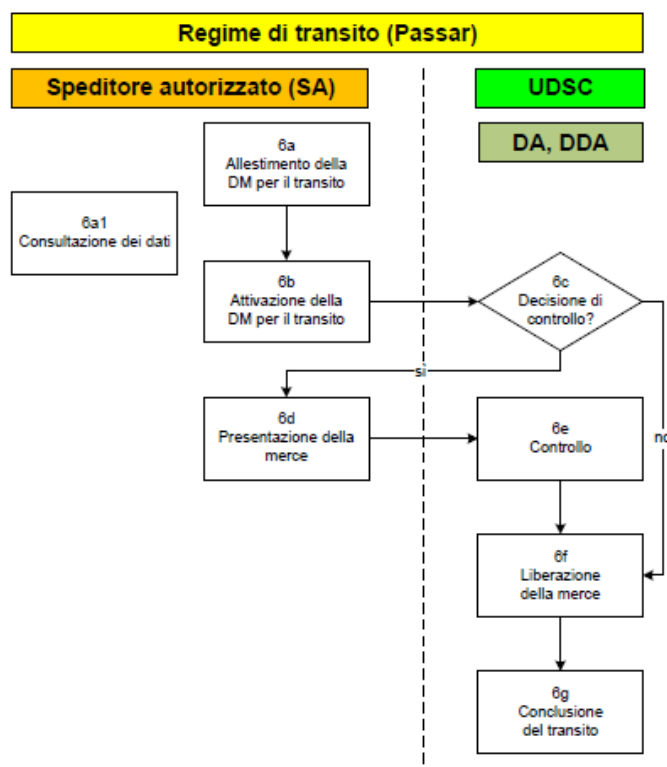 Regime di transito (Passar)
Speditore autorizzato (SA)
UDSC
DA, DDA
6a
Allestimento della
DM per il transito
6a1
Consultazione dei dati
6b
Attivazione della
DM per il transito
6c
Decisione di
controllo?
sì
6d
Presentazione della
merce
6e
Controllo
no
6f
Liberazione
della merce
6g
Conclusione
del transito